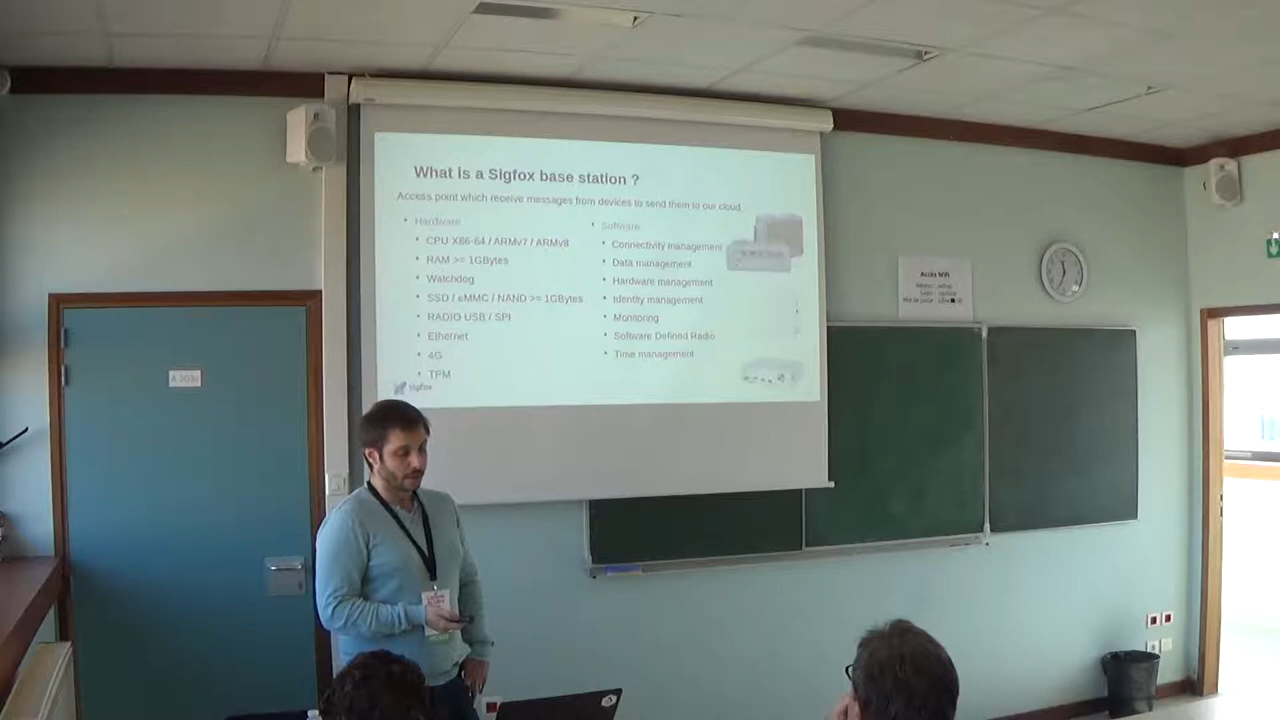 What is a Sigfox base station ?
Access point which receive messages from devices to send them to our cloud.
Hardware
CPU X86-64 / ARMv7 / ARMv8
RAM >= 1GBytes
Watchdog
SSD / eMMC / NAND >= 1GBytes
RADIO USB / SPI
Ethernet
4G
TPM
Software
Connectivity management
Data management
Hardware management
Identity management
Monitoring
Software Defined Radio
Time management
sigfox
Accès Wifi
A 203a